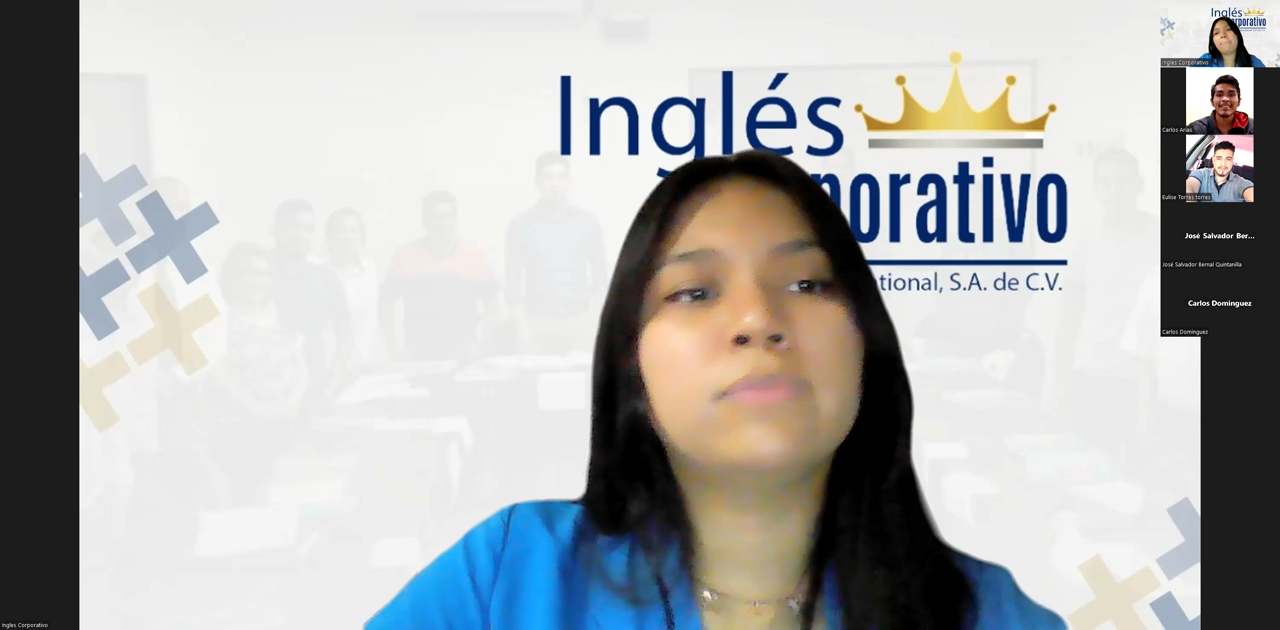 Inglés
porativo
tional, S.A. de C.V.
Ingles Corporativo
Inglés
rporativo
Ingles Corporativo
Carlos Arias
Eulise Torres torres
José Salvador Ber...
José Salvador Bernal Quintanilla
Carlos Dominguez
Carlos Dominguez